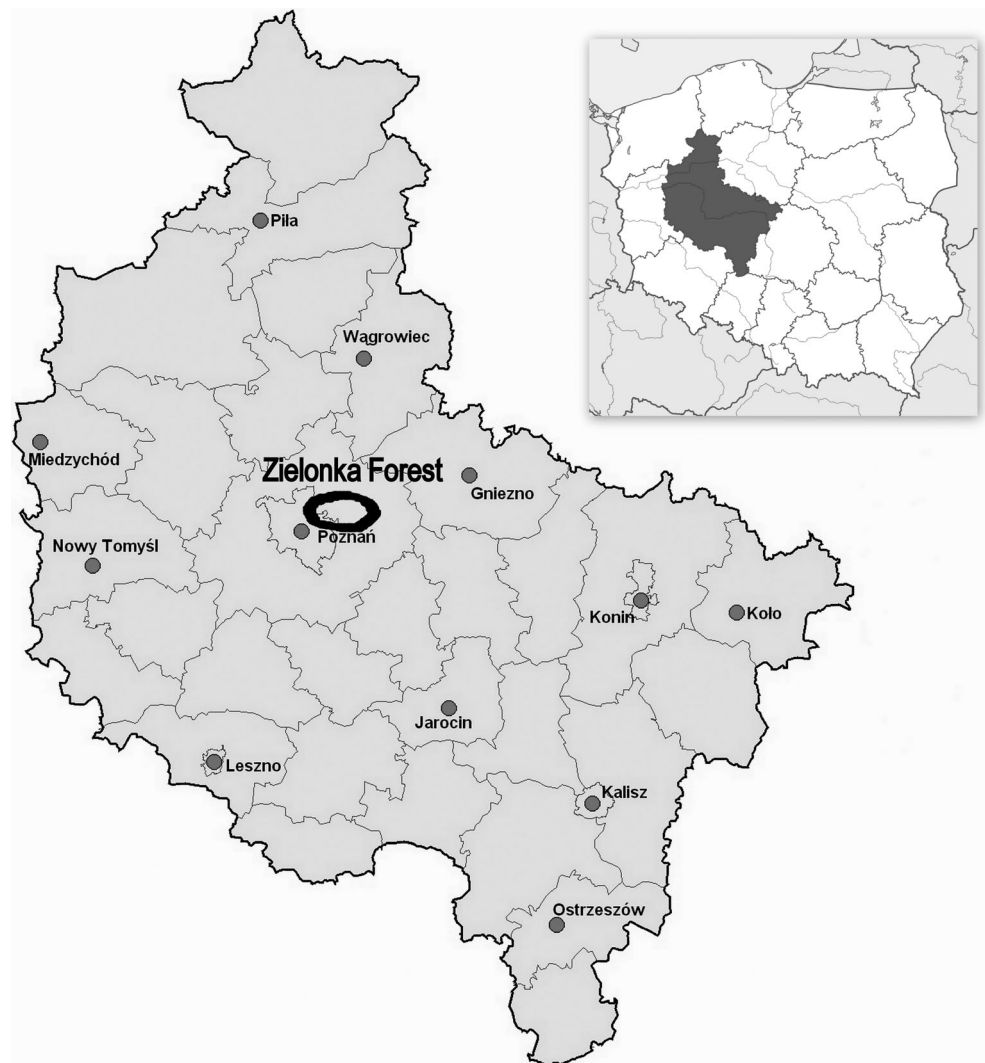 Piła
Wągrowiec
Miedzychód
Zielonka Forest
Gniezno
Poznań
Nowy Tomyśl
Konin
Koło
Jarocin
Leszno
Kalisz
Ostrzeszów